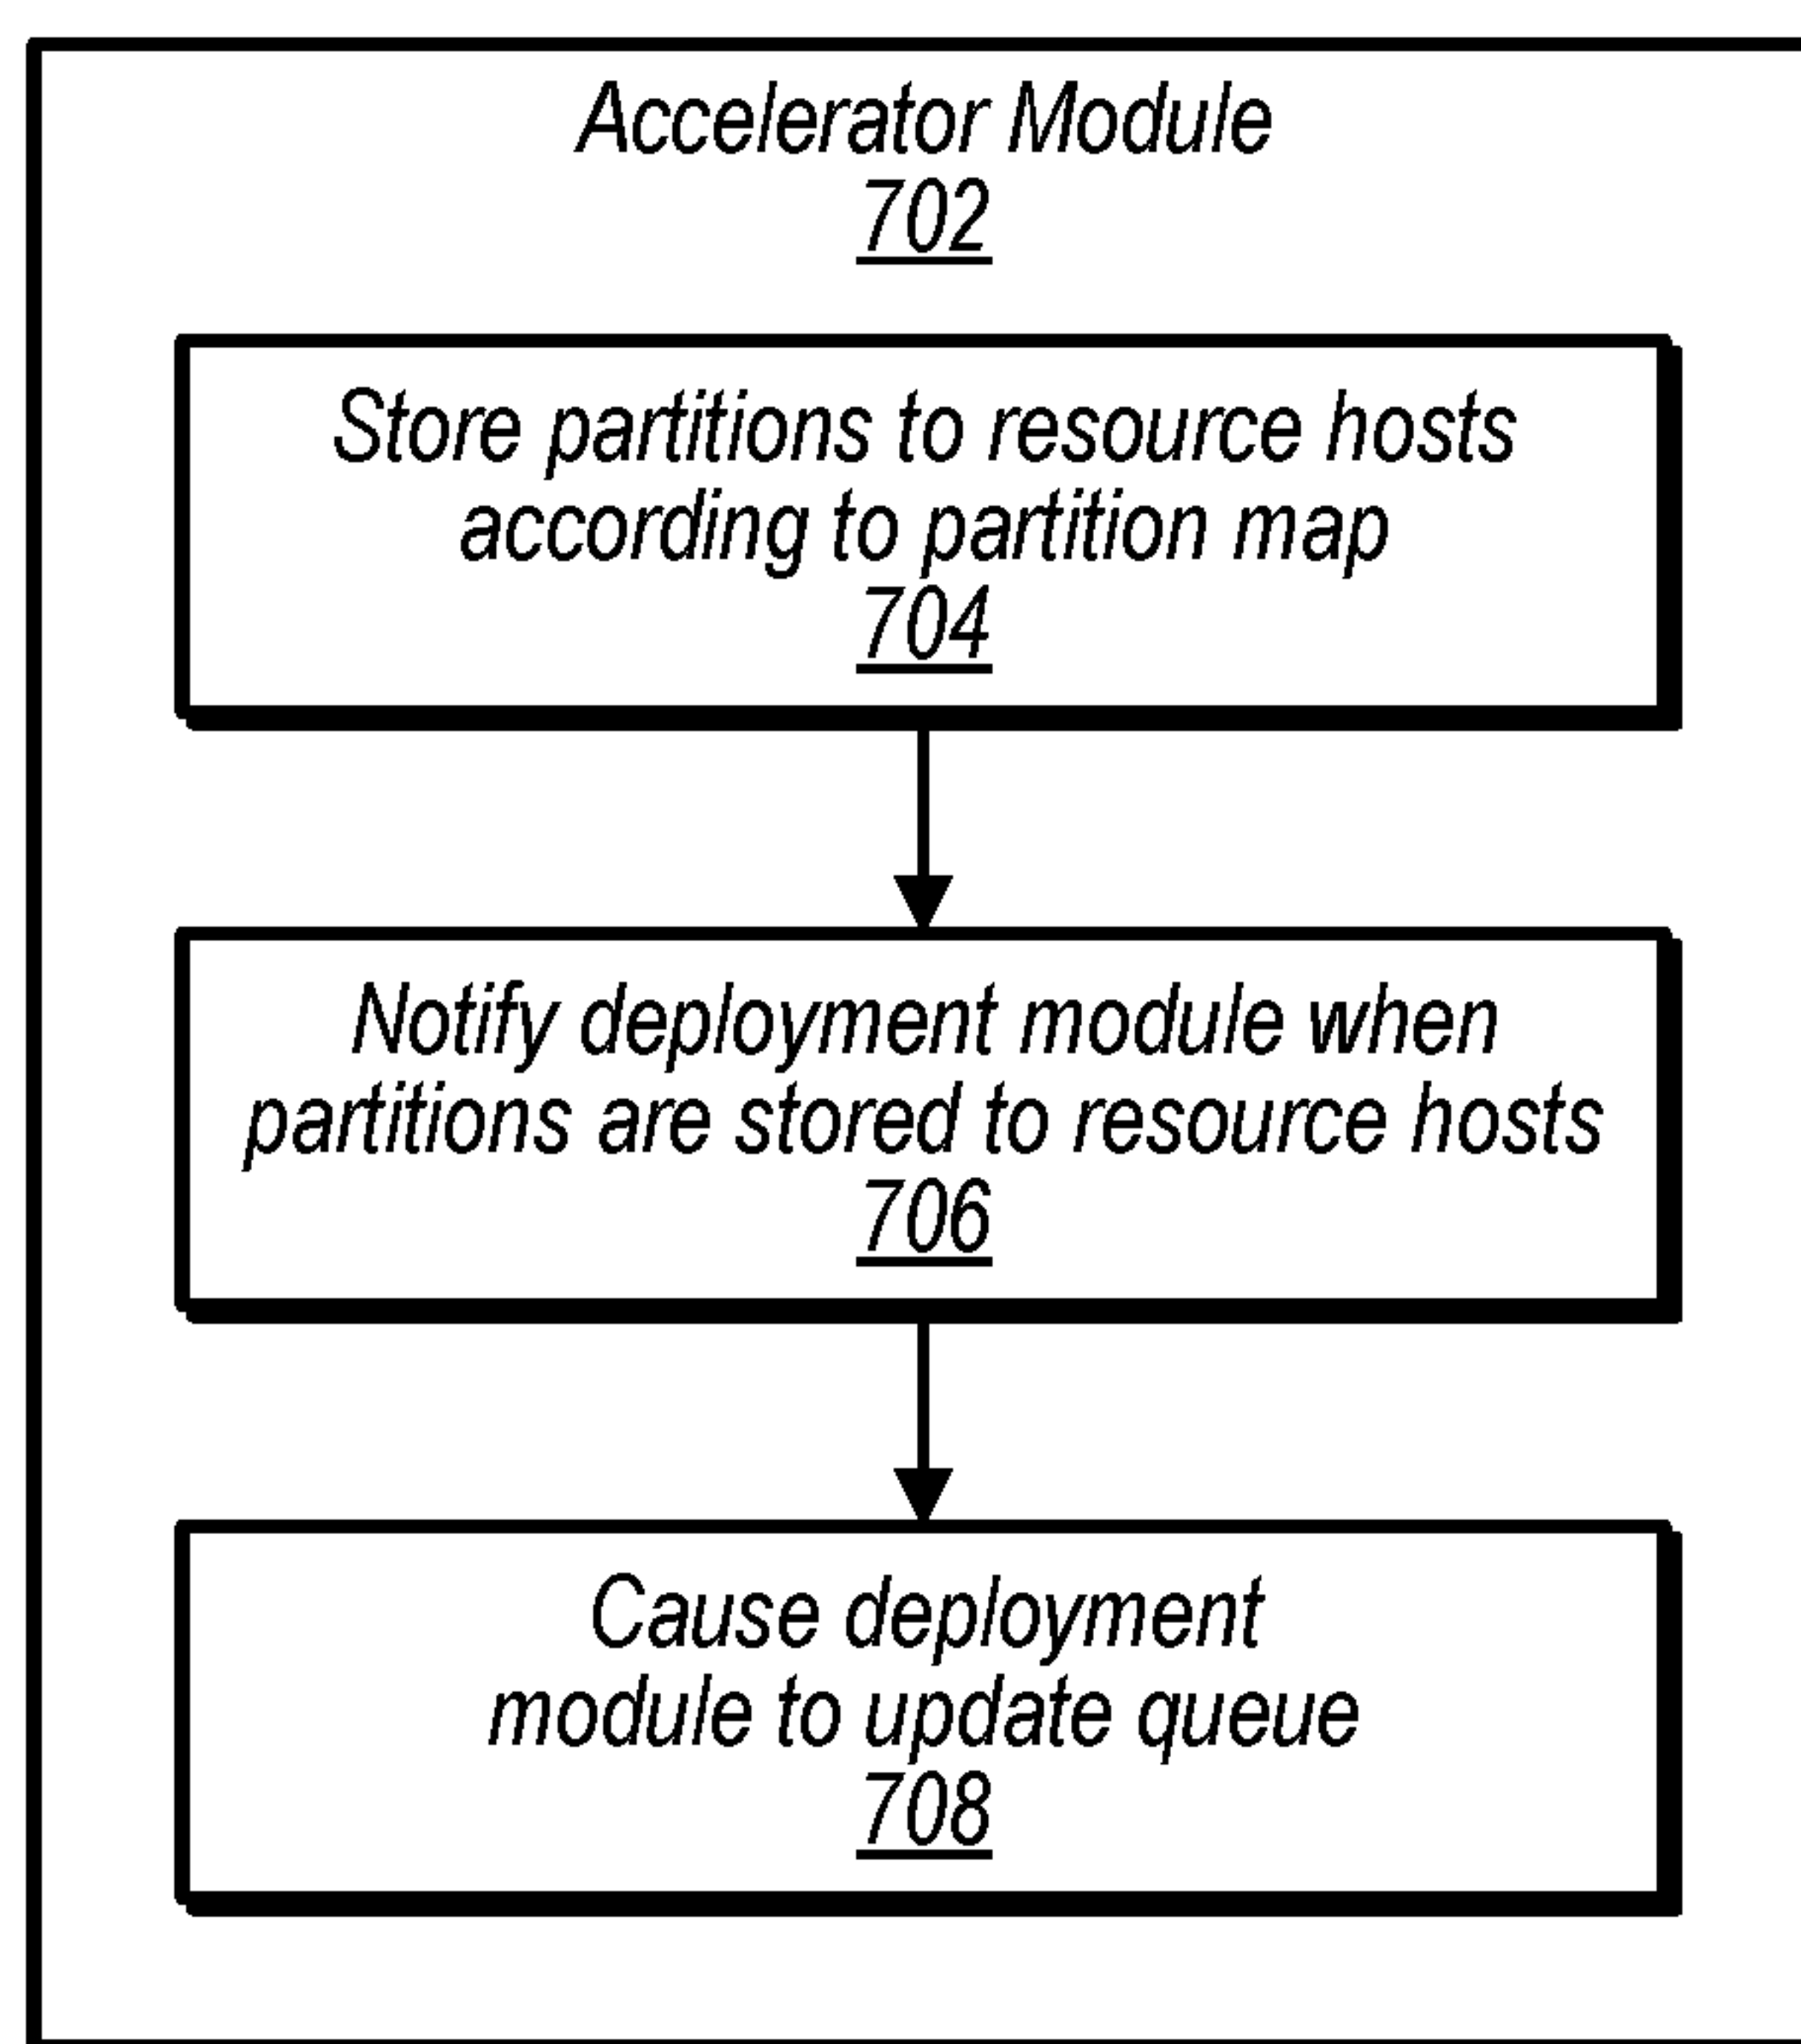 Accelerator Module
702
Store partitions to resource hosts
according to partition map
704
Notify deployment module when
partitions are stored to resource hosts
706
Cause deployment
module to update queue
708